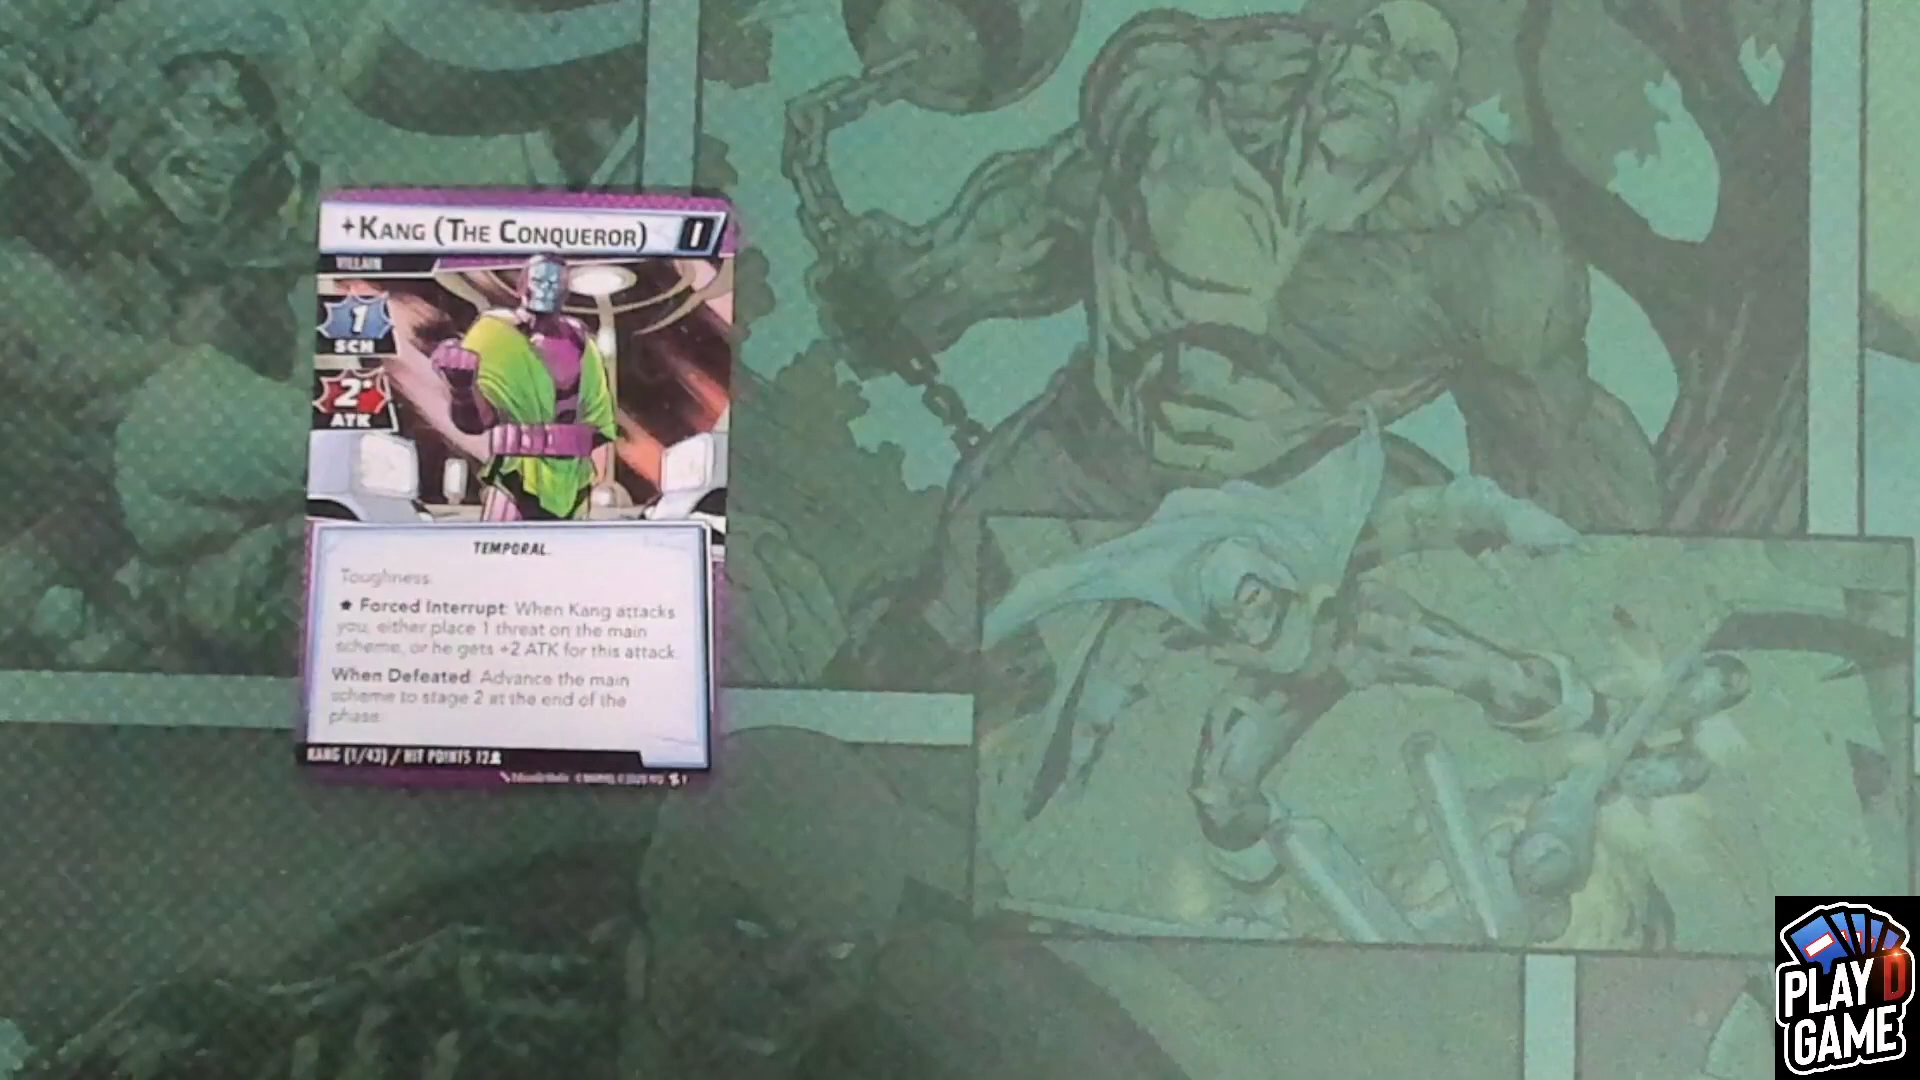 KANG (THE CONQUEROR) I
VILLAIN
1
SCH
2
ATK
TEMPORAL.
Toughness.
★ Forced Interrupt: When Kang attacks
you, either place 1 threat on the main
scheme, or he gets +2 ATK for this attack.
When Defeated: Advance the main
scheme to stage 2 at the end of the
phase.
KANG (1/43) / HIT POINTS 12
PLAY D
GAME